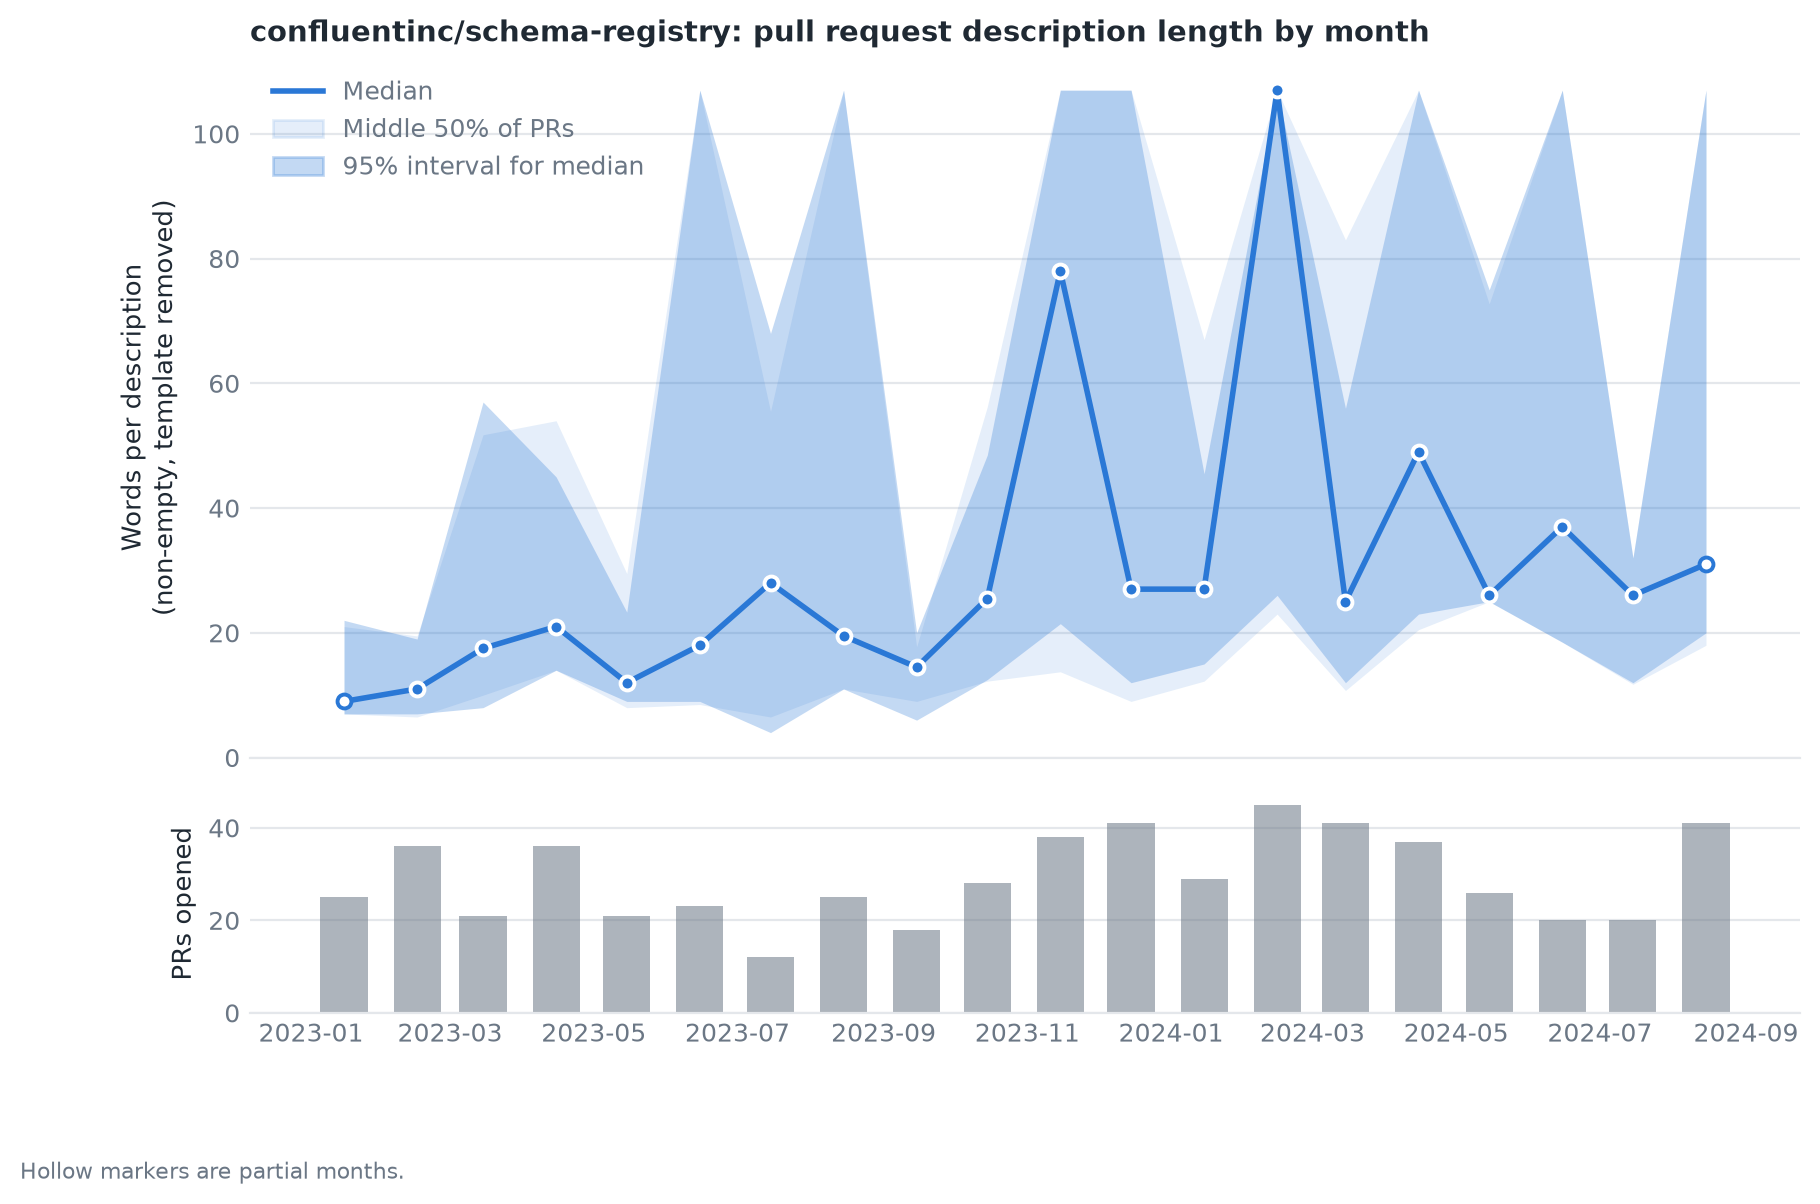 confluentinc/schema-registry: pull request description length by month
Median
Middle 50% of PRs
95% interval for median
Words per description
(non-empty, template removed)
100
80
60
40
20
0
PRs opened
40
20
0
2023-01
2023-03
2023-05
2023-07
2023-09
2023-11
2024-01
2024-03
2024-05
2024-07
2024-09
Hollow markers are partial months.